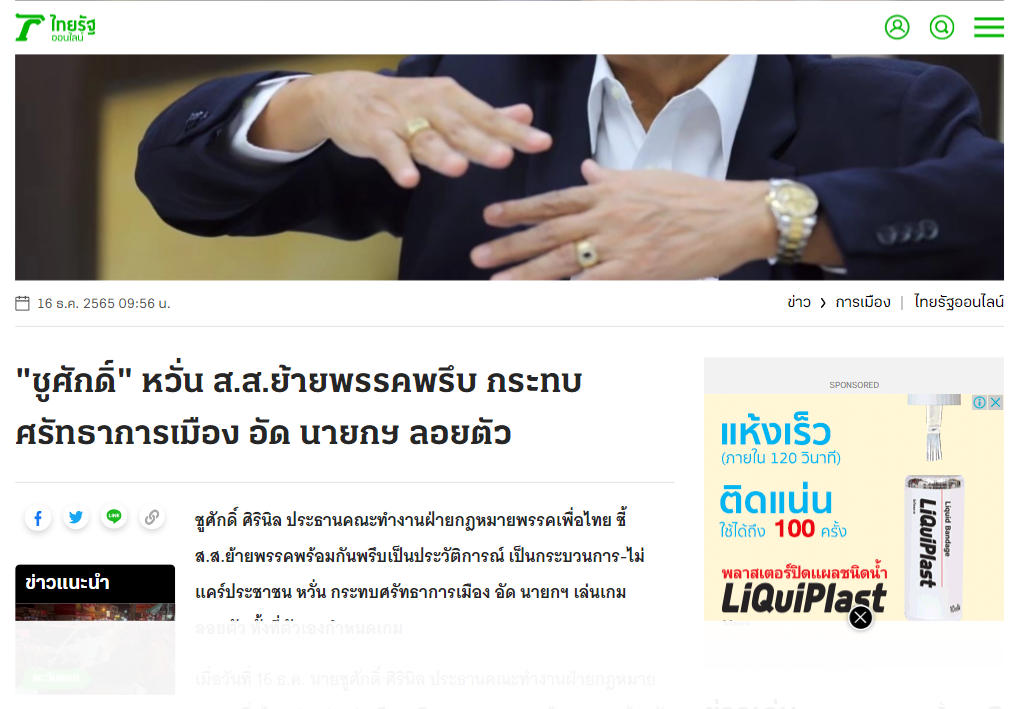 ไทยรัฐ
ออนไลน์
16 ธ.ค. 2565 09:56 น.
ข่าว › การเมือง | ไทยรัฐออนไลน์
"ชูศักดิ์" หวั่น ส.ส.ย้ายพรรคพรึบ กระทบ
ศรัทธาการเมือง อัด นายกฯ ลอยตัว
ชูศักดิ์ ศิรินิล ประธานคณะทำงานฝ่ายกฎหมายพรรคเพื่อไทย ชี้
ส.ส.ย้ายพรรคพร้อมกันพรึบเป็นประวัติการณ์ เป็นกระบวนการ-ไม่
แคร์ประชาชน หวั่น กระทบศรัทธาการเมือง อัด นายกฯ เล่นเกม
ลอยตัว ทั้งที่ตัวเองกำหนดเกม
เมื่อวันที่ 16 ธ.ค. นายชูศักดิ์ ศิรินิล ประธานคณะทำงานฝ่ายกฎหมาย
LINE
ข่าวแนะนำ
SPONSORED
แห้งเร็ว
(ภายใน 120 วินาที)
ติดแน่น
ใช้ได้ถึง 100 ครั้ง
พลาสเตอร์ปิดแผลชนิดน้ำ
LiQuiPlast
Liquid Bandage
LiQuiPlast